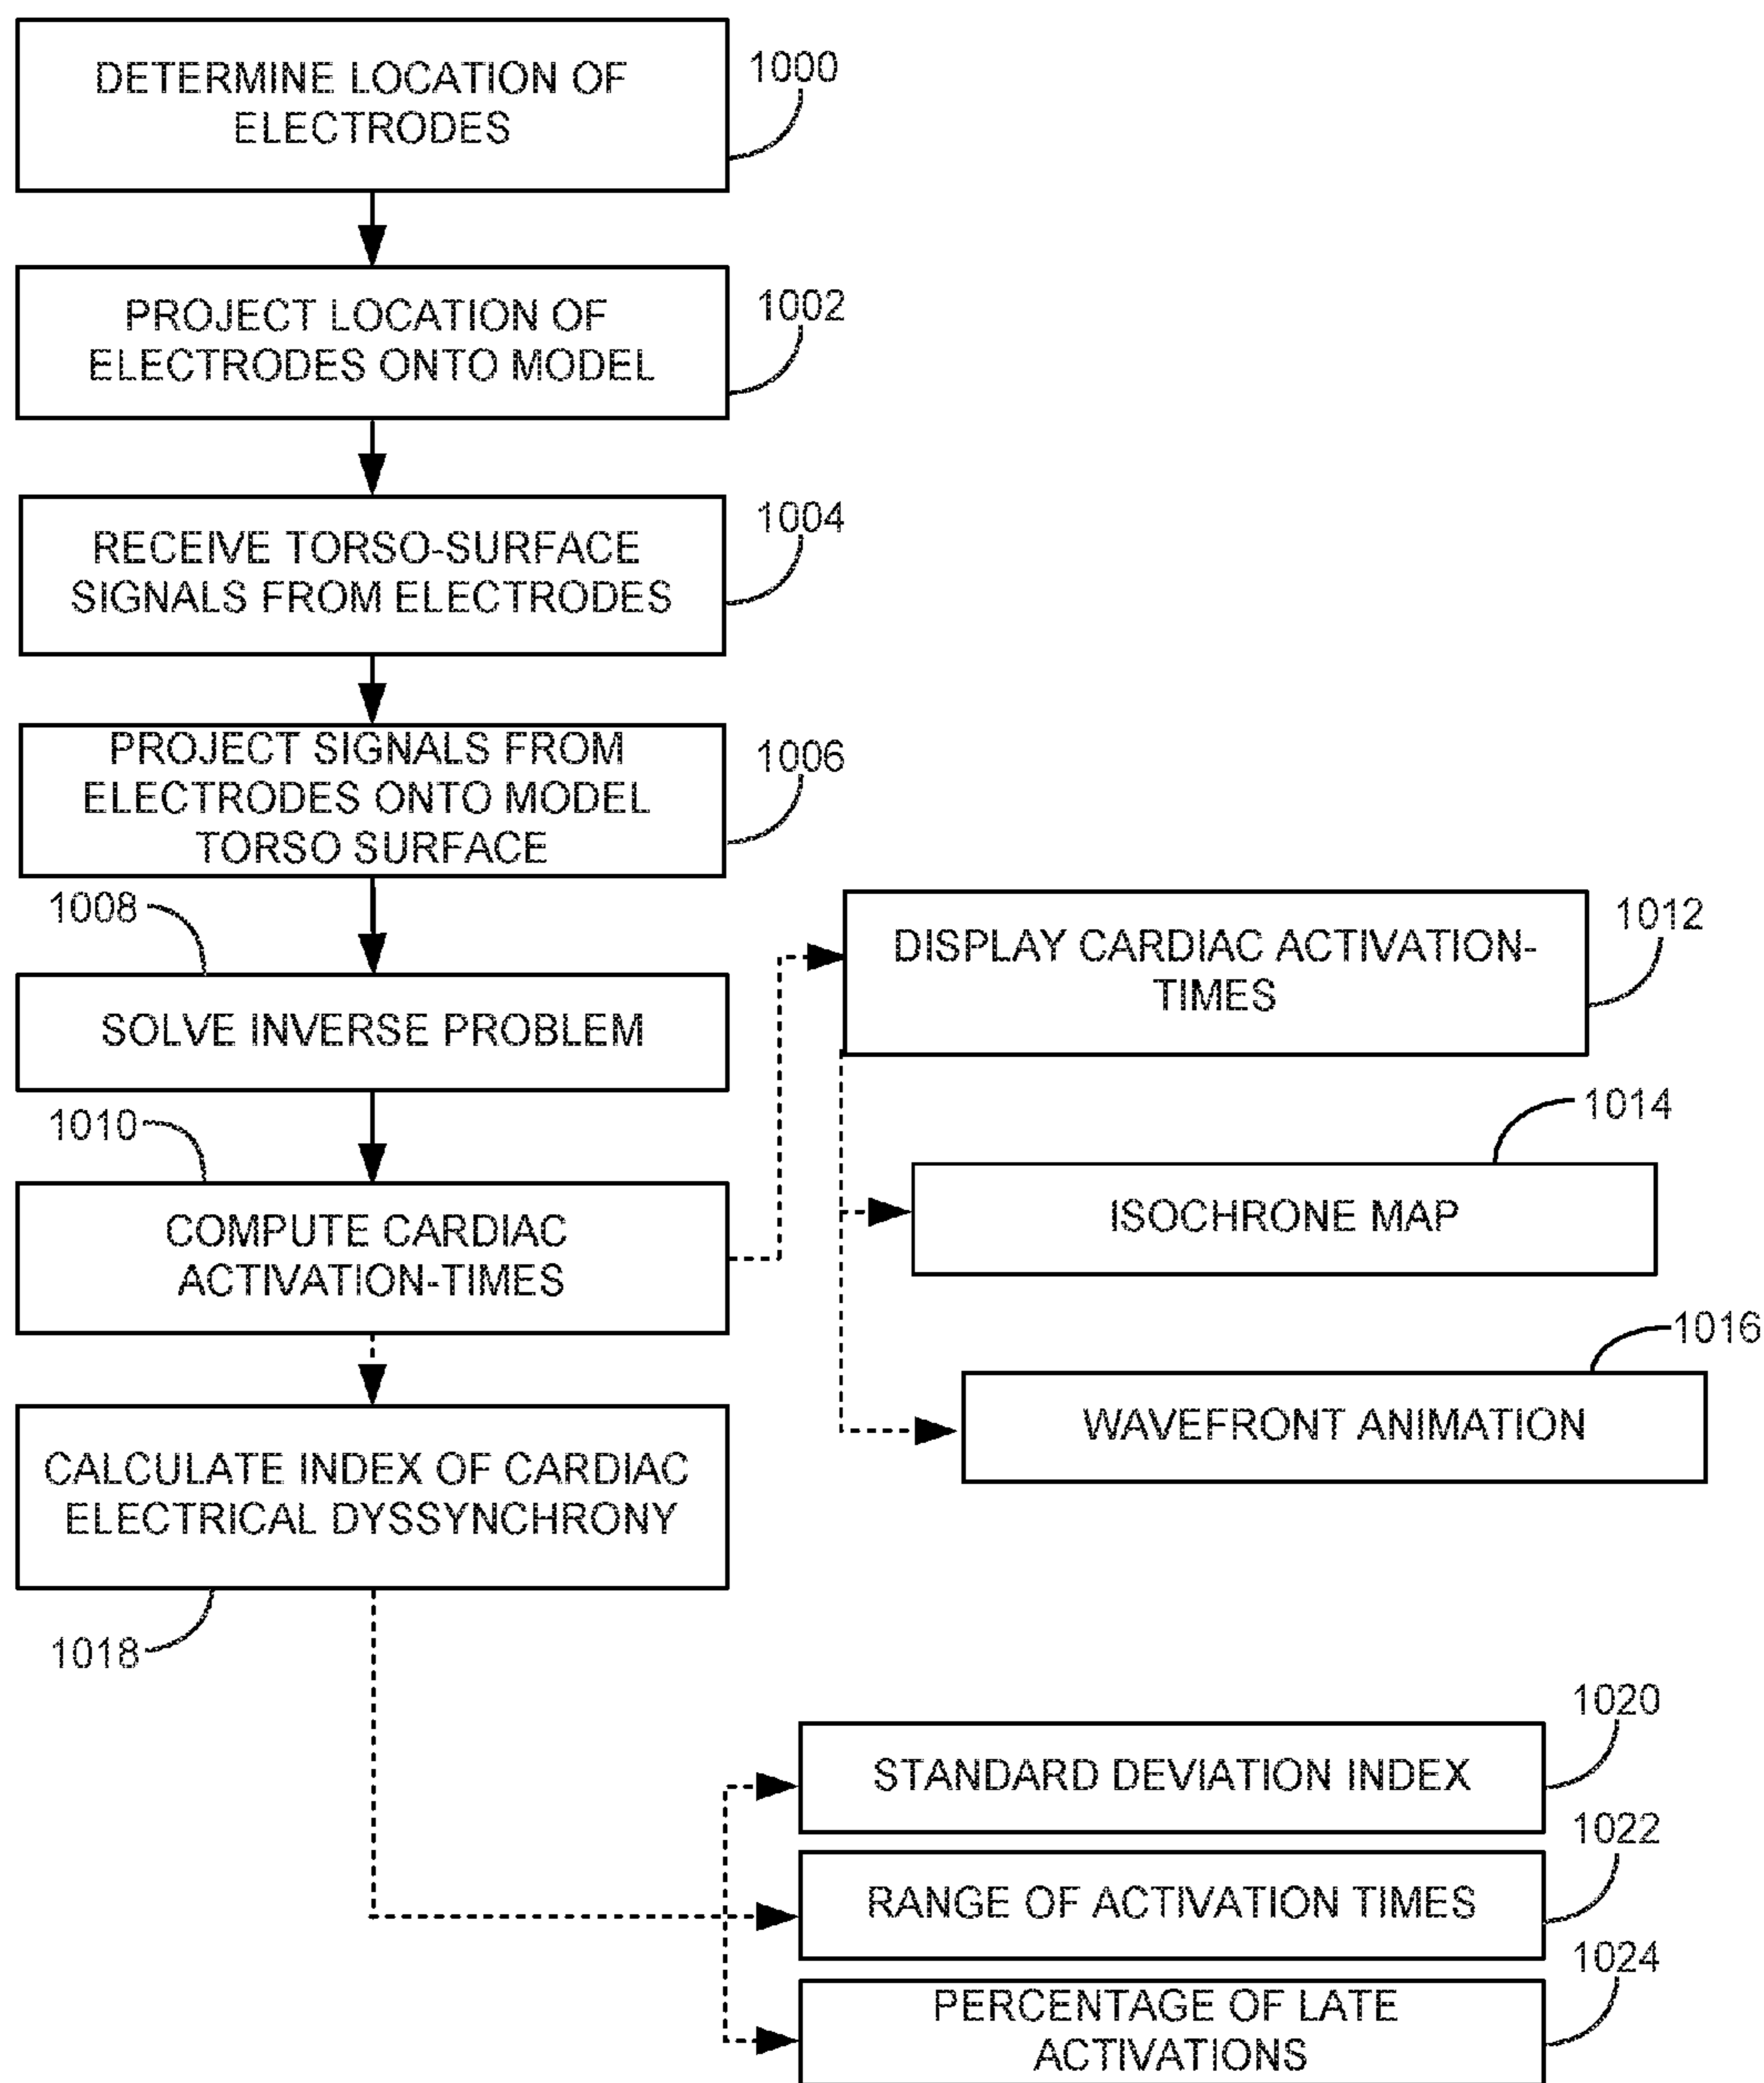 DETERMINE LOCATION OF
ELECTRODES
1000
PROJECT LOCATION OF
ELECTRODES ONTO MODEL
1002
RECEIVE TORSO-SURFACE
SIGNALS FROM ELECTRODES
1004
PROJECT SIGNALS FROM
ELECTRODES ONTO MODEL
TORSO SURFACE
1006
1008
SOLVE INVERSE PROBLEM
1010
COMPUTE CARDIAC
ACTIVATION-TIMES
DISPLAY CARDIAC ACTIVATION-
TIMES
1012
1014
ISOCHRONE MAP
1016
WAVEFRONT ANIMATION
CALCULATE INDEX OF CARDIAC
ELECTRICAL DYSSYNCHRONY
1018
1020
STANDARD DEVIATION INDEX
1022
RANGE OF ACTIVATION TIMES
1024
PERCENTAGE OF LATE
ACTIVATIONS